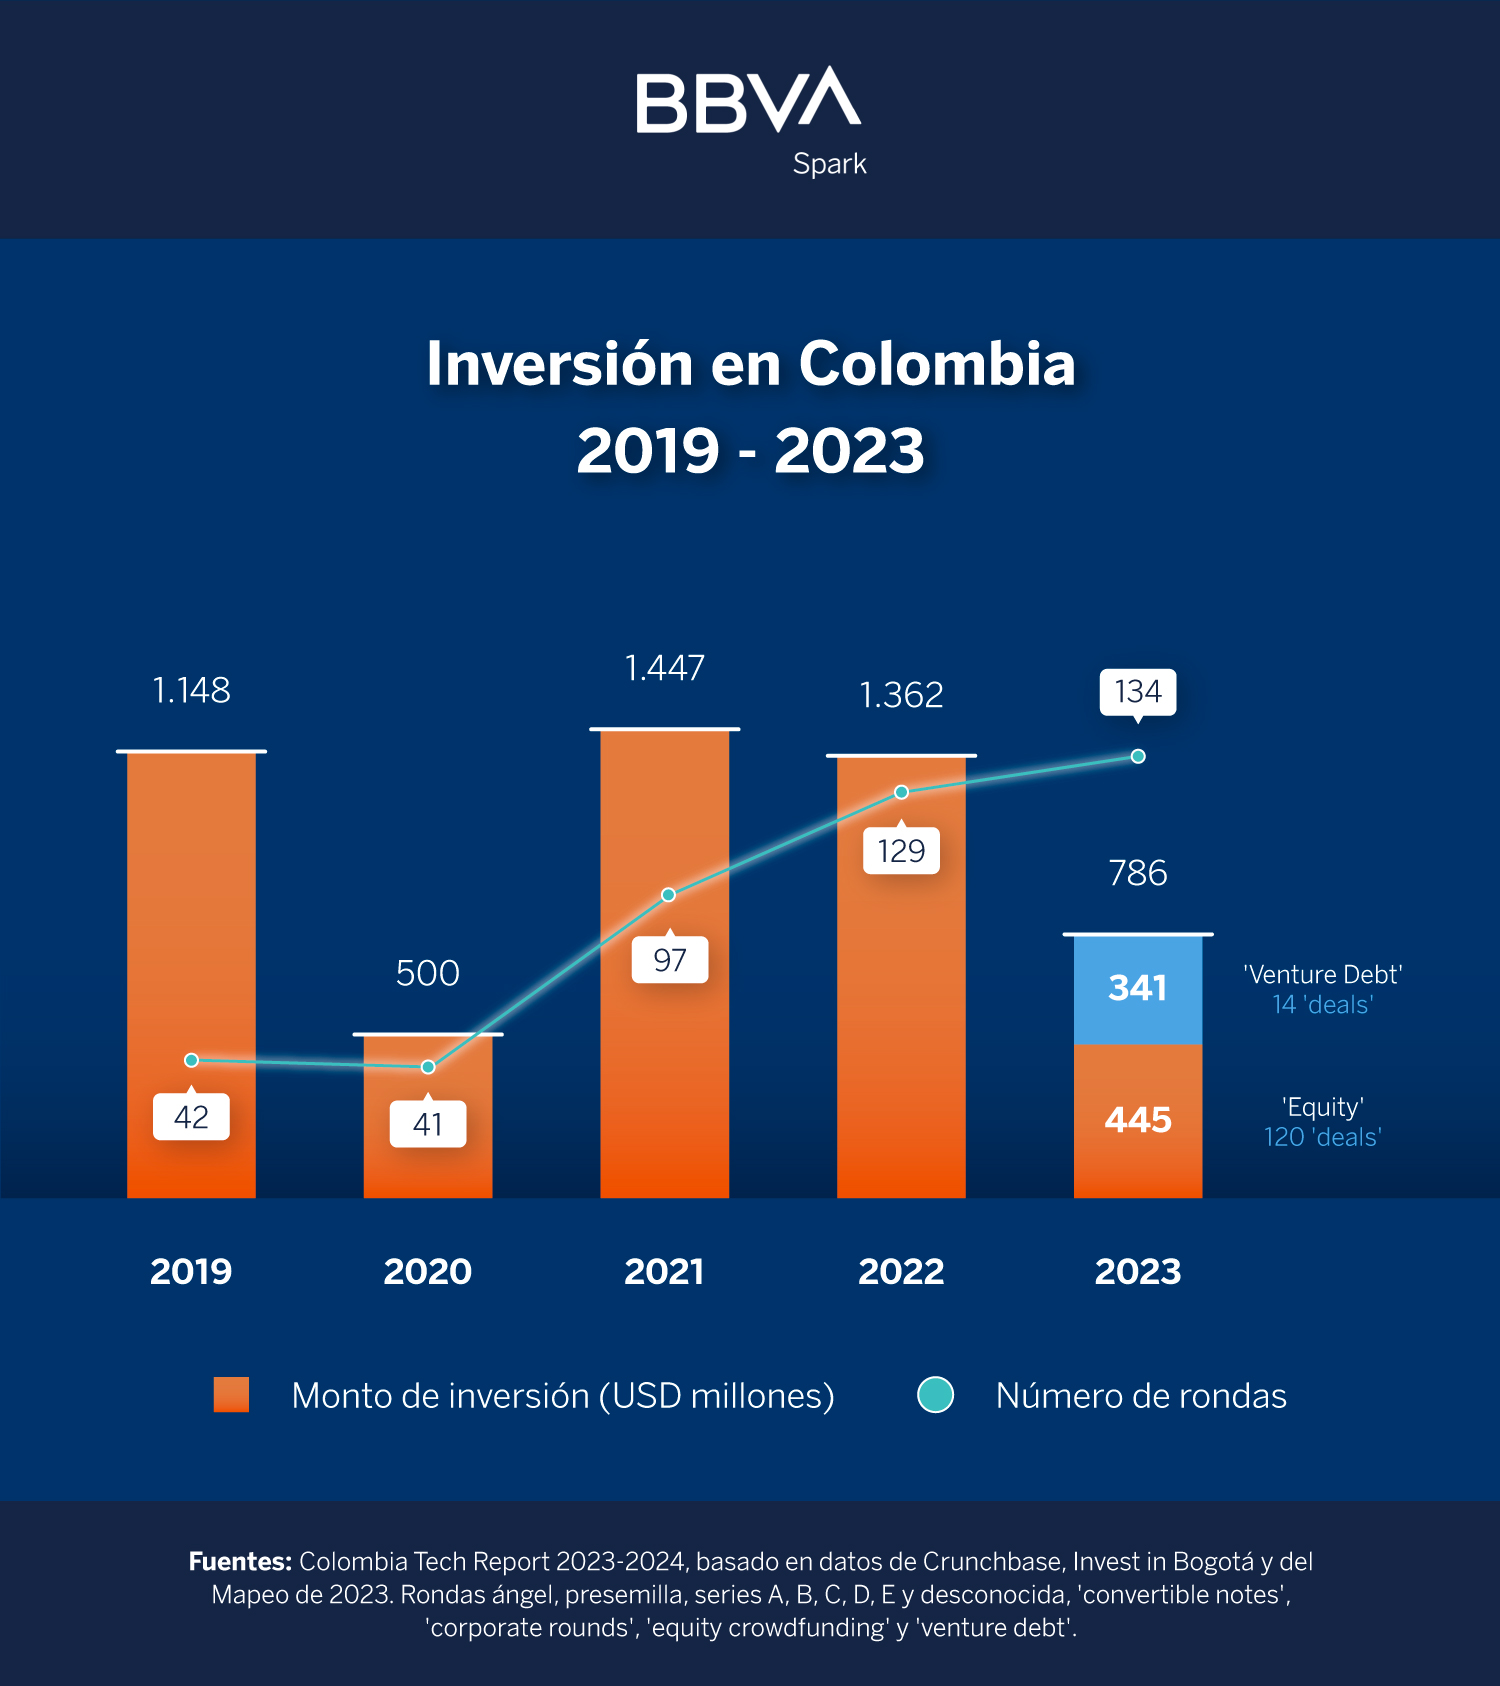 BBVA
Spark
Inversión en Colombia
2019 - 2023
1.148
500
1.447
1.362
134
786
42
41
97
129
341
445
'Venture Debt'
14 'deals'
'Equity'
120 'deals'
2019
2020
2021
2022
2023
Monto de inversión (USD millones)
Número de rondas
Fuentes: Colombia Tech Report 2023-2024, basado en datos de Crunchbase, Invest in Bogotá y del
Mapeo de 2023. Rondas ángel, presemilla, series A, B, C, D, E y desconocida, 'convertible notes',
'corporate rounds', 'equity crowdfunding' y 'venture debt'.